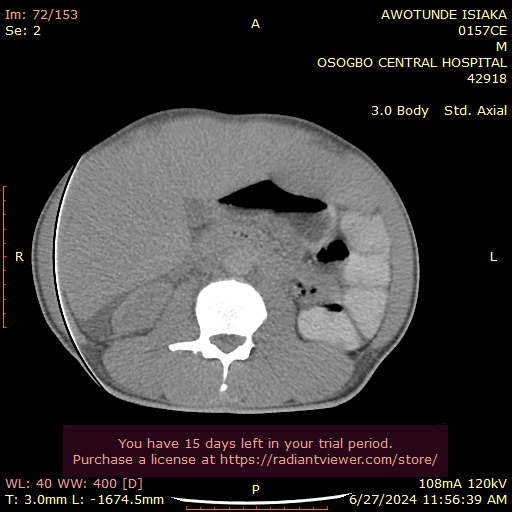 Im: 72/153
Se: 2
A
AWOTUNDE ISIAKA
0157CE
M
OSOGBO CENTRAL HOSPITAL
42918
3.0 Body Std. Axial
R
L
You have 15 days left in your trial period.
Purchase a license at https://radiantviewer.com/store/
WL: 40 WW: 400 [D]
T: 3.0mm L: -1674.5mm
P
108mA 120kV
6/27/2024 11:56:39 AM